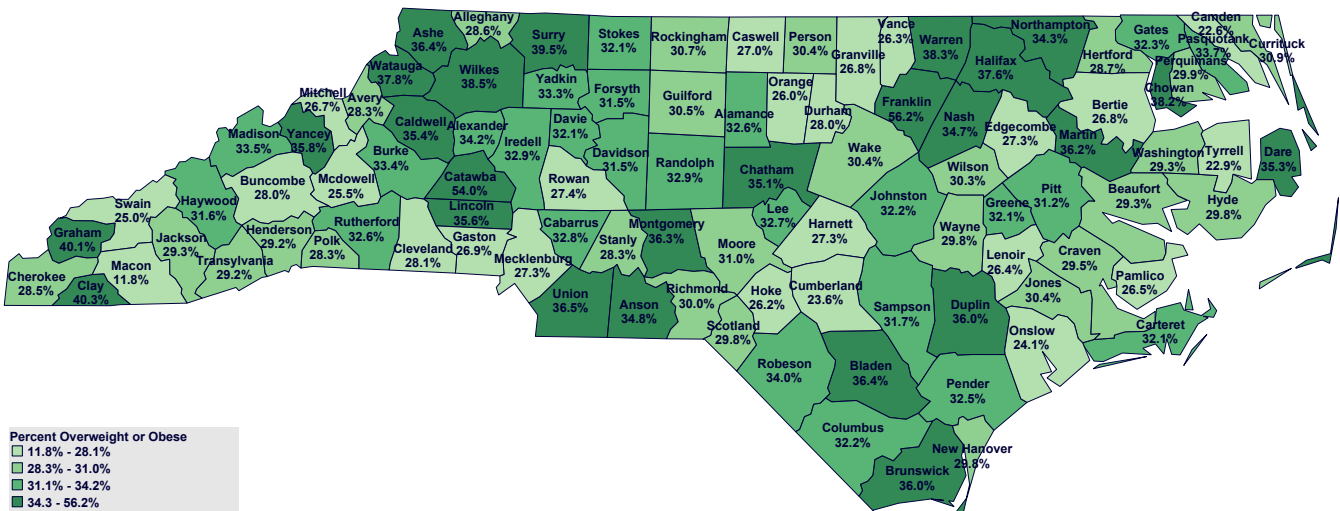 Alleghany
28.6%
Ashe
36.4%
Surry
39.5%
Stokes
32.1%
Rockingham
30.7%
Caswell
27.0%
Person
30.4%
Granville
26.8%
Vance
26.3%
Warren
38.3%
Northampton
34.3%
Halifax
37.6%
Gates
32.3%
Hertford
28.7%
Camden
22.6%
Pasquotank
33.7%
Currituck
30.9%
Perquimans
29.9%
Chowan
38.2%
Watauga
37.8%
Wilkes
38.5%
Yadkin
33.3%
Forsyth
31.5%
Guilford
30.5%
Alamance
32.6%
Orange
26.0%
Durham
28.0%
Franklin
56.2%
Nash
34.7%
Edgecombe
27.3%
Bertie
26.8%
Martin
36.2%
Washington
29.3%
Tyrrell
22.9%
Dare
35.3%
Mitchell
26.7%
Avery
28.3%
Caldwell
35.4%
Alexander
34.2%
Iredell
32.9%
Davie
32.1%
Davidson
31.5%
Randolph
32.9%
Chatham
35.1%
Wake
30.4%
Wilson
30.3%
Pitt
31.2%
Beaufort
29.3%
Hyde
29.8%
Madison
33.5%
Yancey
35.8%
Burke
33.4%
Catawba
54.0%
Rowan
27.4%
Johnston
32.2%
Greene
32.1%
Buncombe
28.0%
Mcdowell
25.5%
Lincoln
35.6%
Swain
25.0%
Haywood
31.6%
Rutherford
32.6%
Cleveland
28.1%
Gaston
26.9%
Mecklenburg
27.3%
Cabarrus
32.8%
Stanly
28.3%
Montgomery
36.3%
Moore
31.0%
Lee
32.7%
Harnett
27.3%
Wayne
29.8%
Lenoir
26.4%
Craven
29.5%
Pamlico
26.5%
Graham
40.1%
Jackson
29.3%
Henderson
29.2%
Polk
28.3%
Transylvania
29.2%
Cherokee
28.5%
Clay
40.3%
Macon
11.8%
Union
36.5%
Anson
34.8%
Richmond
30.0%
Scotland
29.8%
Hoke
26.2%
Cumberland
23.6%
Sampson
31.7%
Duplin
36.0%
Jones
30.4%
Onslow
24.1%
Carteret
32.1%
Robeson
34.0%
Bladen
36.4%
Pender
32.5%
Columbus
32.2%
New Hanover
29.8%
Brunswick
36.0%
Percent Overweight or Obese
11.8% - 28.1%
28.3% - 31.0%
31.1% - 34.2%
34.3 - 56.2%